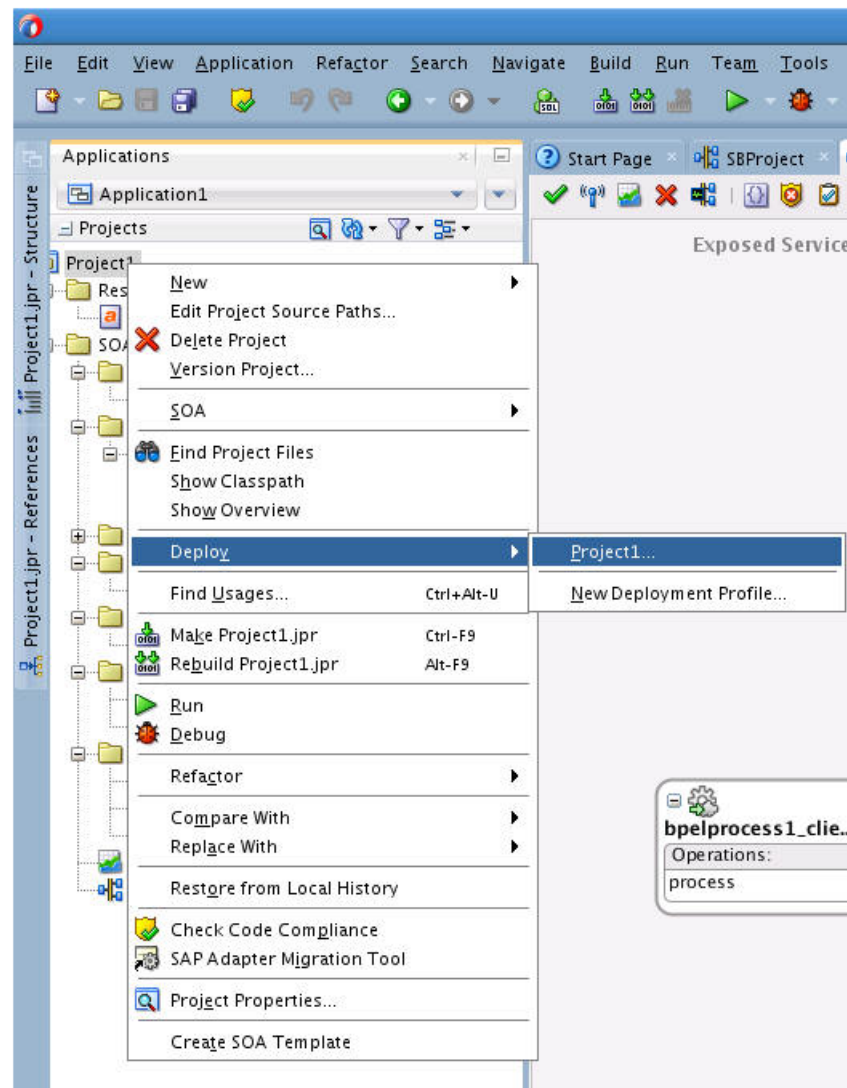 File Edit View Application Refactor Search Navigate Build Run Team Tools
Applications
Start Page
SBProject
Application1
Projects
Exposed Service
Project1
Res
SOA
New
Edit Project Source Paths...
Delete Project
Version Project...
SOA
Find Project Files
Show Classpath
Show Overview
Deploy
Project1...
Find Usages... Ctrl+Alt-U
New Deployment Profile...
Make Project1.jpr Ctrl-F9
Rebuild Project1.jpr Alt-F9
Run
Debug
Refactor
Compare With
Replace With
Restore from Local History
Check Code Compliance
SAP Adapter Migration Tool
Project Properties...
Create SOA Template
bpelprocess1_clie...
Operations:
process
Project1.jpr - Structure
Project1.jpr - References